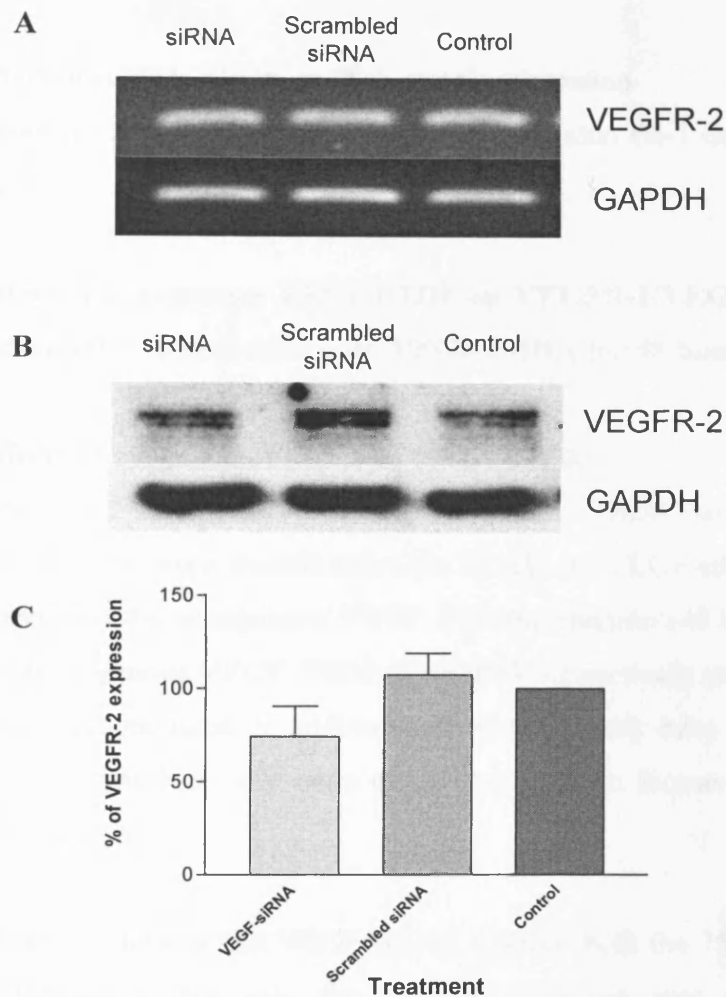 A
siRNA
Scrambled
siRNA
Control
VEGFR-2
GAPDH
B
siRNA
Scrambled
siRNA
Control
VEGFR-2
GAPDH
C
% of VEGFR-2 expression
150
100
50
0
VEGF-siRNA
Scrambled siRNA
Control
Treatment